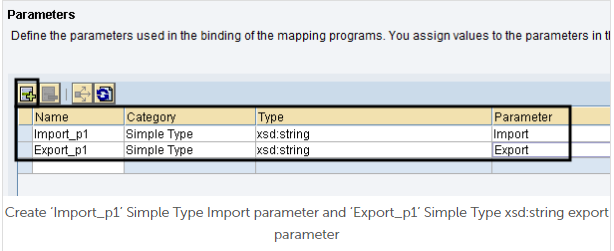 Parameters
Define the parameters used in the binding of the mapping programs. You assign values to the parameters in
Name Category Type Parameter
Import_p1 Simple Type xsd:string Import
Export_p1 Simple Type xsd:string Export
Create 'Import_p1' Simple Type Import parameter and 'Export_p1' Simple Type xsd:string export
parameter